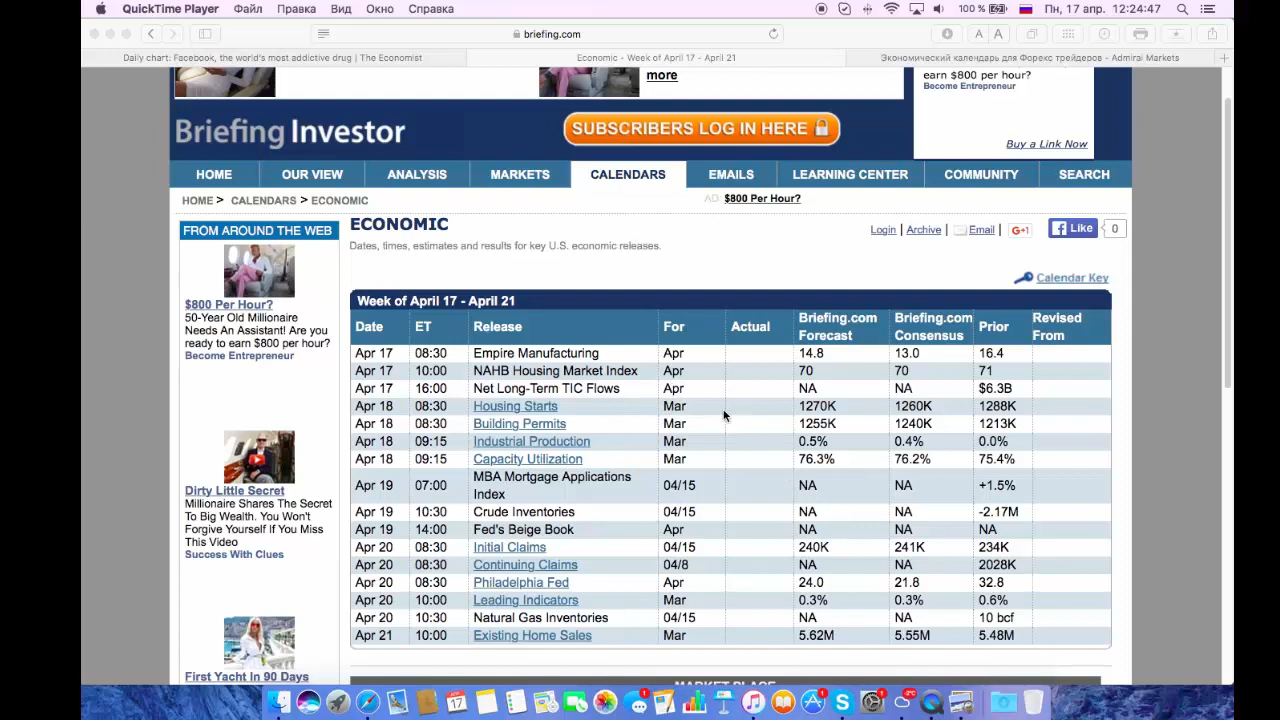 QuickTime Player Файл Правка Вид Окно Справка 100 % Пн, 17 апр. 12:24:47
briefing.com
A A
Daily chart: Facebook, the world's most addictive drug | The Economist
Economic - Week of April 17 - April 21
Экономический календарь для Форекс трейдеров - Admiral Markets
more
earn $800 per hour?
Become Entrepreneur
Buy a Link Now
Briefing Investor
SUBSCRIBERS LOG IN HERE
HOME OUR VIEW ANALYSIS MARKETS CALENDARS EMAILS LEARNING CENTER COMMUNITY SEARCH
HOME > CALENDARS > ECONOMIC
AD $800 Per Hour?
FROM AROUND THE WEB
$800 Per Hour?
50-Year Old Millionaire
Needs An Assistant! Are you
ready to earn $800 per hour?
Become Entrepreneur
Dirty Little Secret
Millionaire Shares The Secret
To Big Wealth. You Won't
Forgive Yourself If You Miss
This Video
Success With Clues
First Yacht In 90 Days
ECONOMIC
Dates, times, estimates and results for key U.S. economic releases.
Login | Archive | Email | G+1 Like 0
Calendar Key
Week of April 17 - April 21
Date ET Release For Actual Briefing.com Forecast Briefing.com Consensus Prior Revised From
Apr 17 08:30 Empire Manufacturing Apr 14.8 13.0 16.4
Apr 17 10:00 NAHB Housing Market Index Apr 70 70 71
Apr 17 16:00 Net Long-Term TIC Flows Apr NA NA $6.3B
Apr 18 08:30 Housing Starts Mar 1270K 1260K 1288K
Apr 18 08:30 Building Permits Mar 1255K 1240K 1213K
Apr 18 09:15 Industrial Production Mar 0.5% 0.4% 0.0%
Apr 18 09:15 Capacity Utilization Mar 76.3% 76.2% 75.4%
Apr 19 07:00 MBA Mortgage Applications Index 04/15 NA NA +1.5%
Apr 19 10:30 Crude Inventories 04/15 NA NA -2.17M
Apr 19 14:00 Fed's Beige Book Apr NA NA NA
Apr 20 08:30 Initial Claims 04/15 240K 241K 234K
Apr 20 08:30 Continuing Claims 04/8 NA NA 2028K
Apr 20 08:30 Philadelphia Fed Apr 24.0 21.8 32.8
Apr 20 10:00 Leading Indicators Mar 0.3% 0.3% 0.6%
Apr 20 10:30 Natural Gas Inventories 04/15 NA NA 10 bcf
Apr 21 10:00 Existing Home Sales Mar 5.62M 5.55M 5.48M
MARKET PLACE